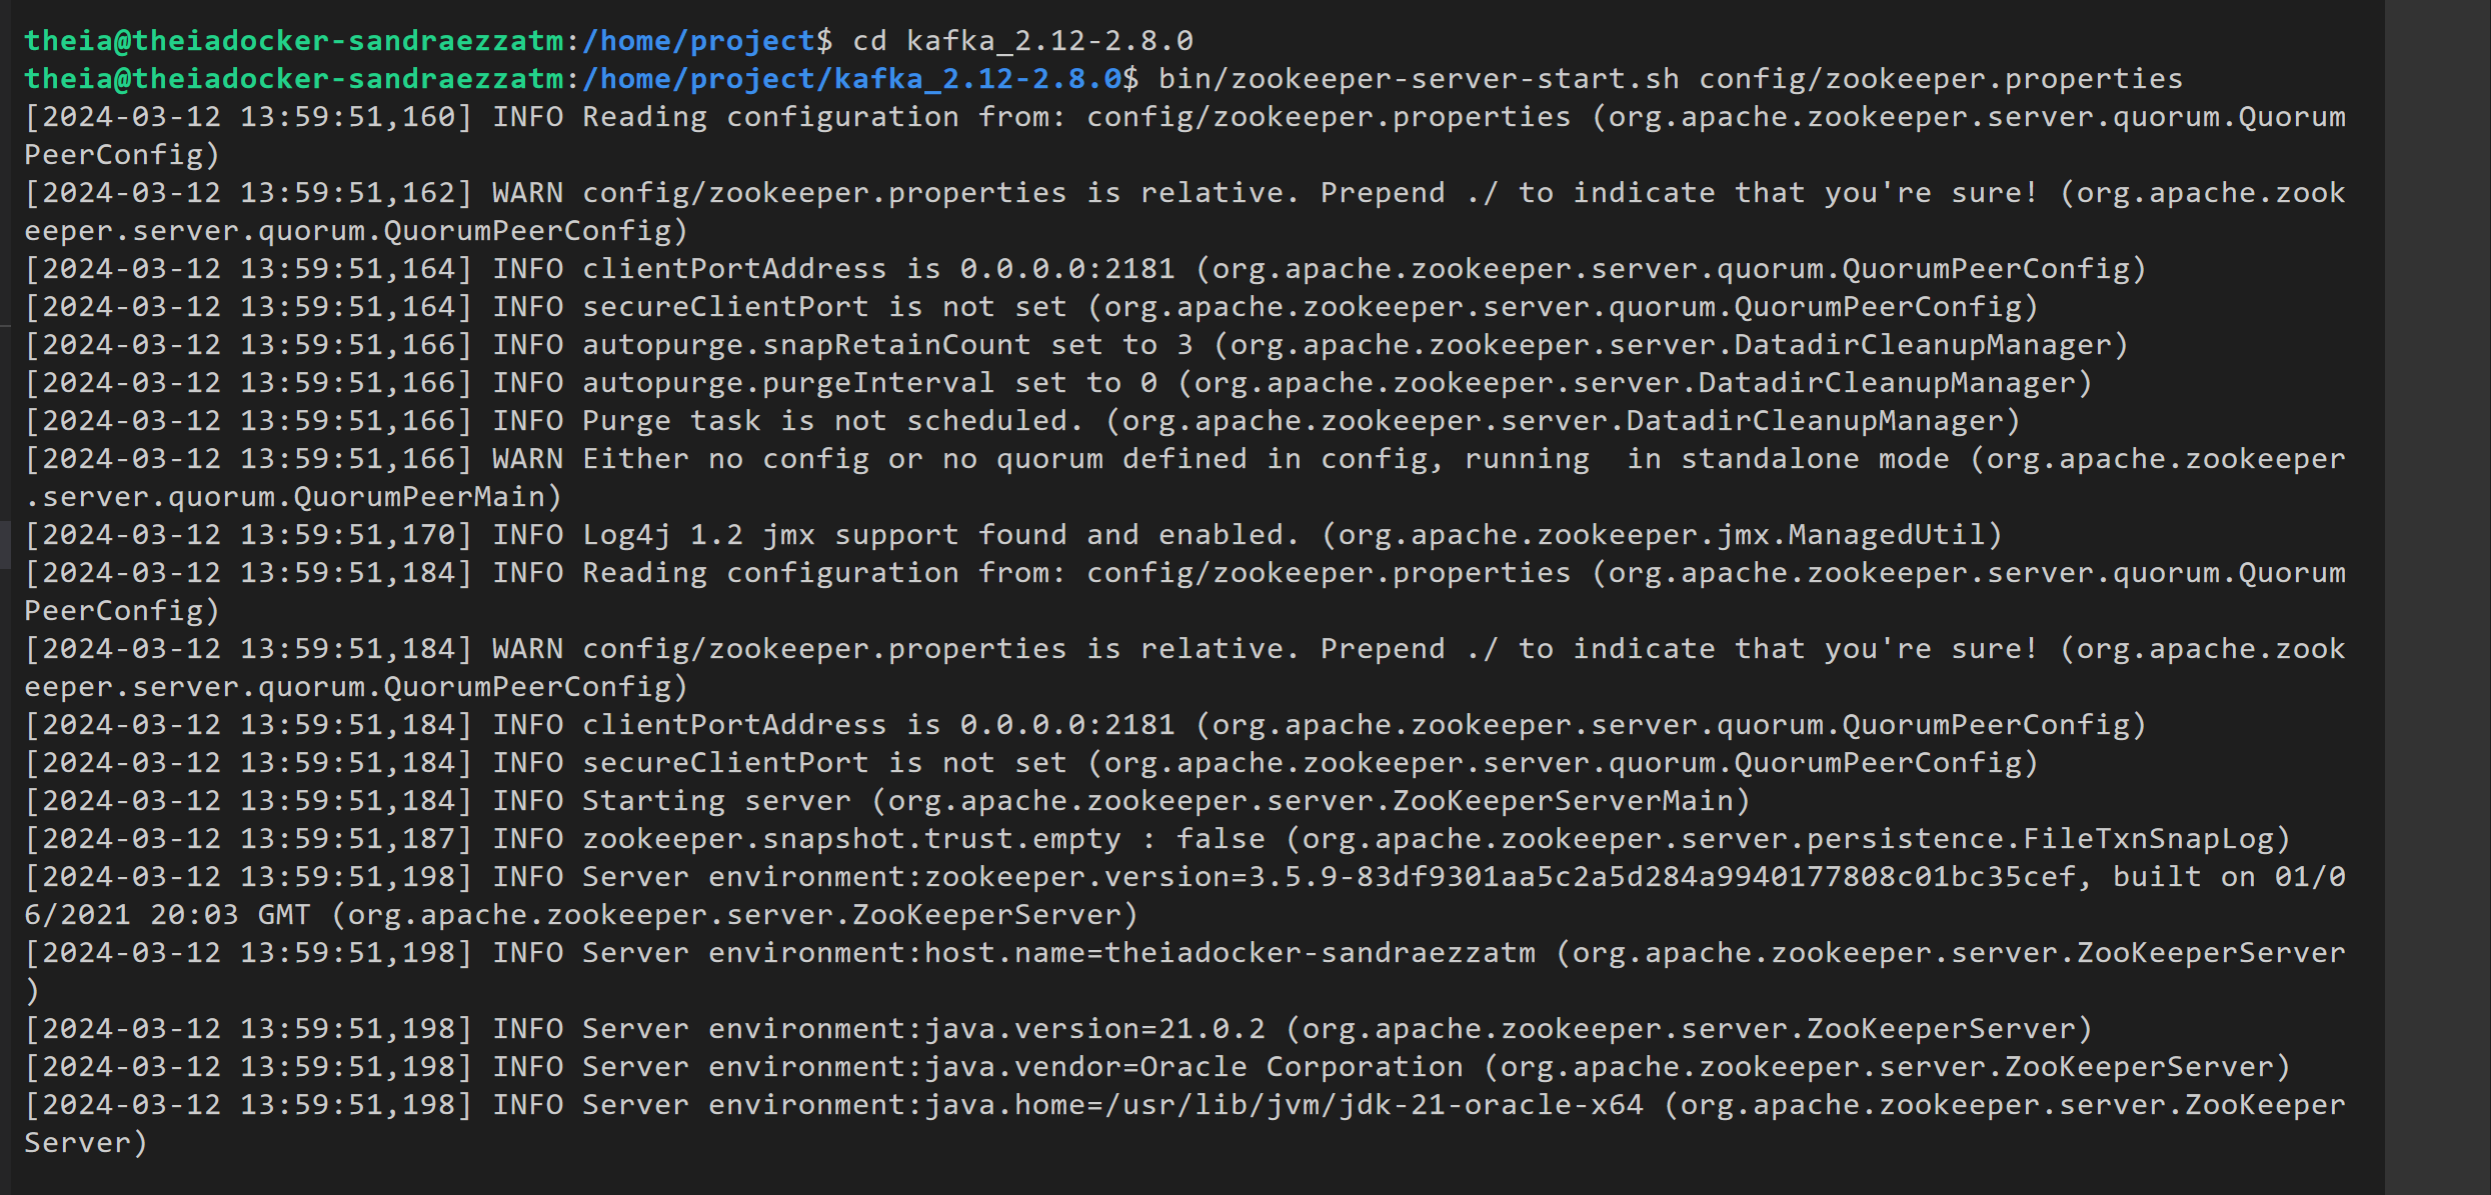 theia@theiadocker-sandraezzatm:/home/project$ cd kafka_2.12-2.8.0
theia@theiadocker-sandraezzatm:/home/project/kafka_2.12-2.8.0$ bin/zookeeper-server-start.sh config/zookeeper.properties
[2024-03-12 13:59:51,160] INFO Reading configuration from: config/zookeeper.properties (org.apache.zookeeper.server.quorum.Quorum
PeerConfig)
[2024-03-12 13:59:51,162] WARN config/zookeeper.properties is relative. Prepend ./ to indicate that you're sure! (org.apache.zook
eeper.server.quorum.QuorumPeerConfig)
[2024-03-12 13:59:51,164] INFO clientPortAddress is 0.0.0.0:2181 (org.apache.zookeeper.server.quorum.QuorumPeerConfig)
[2024-03-12 13:59:51,164] INFO secureClientPort is not set (org.apache.zookeeper.server.quorum.QuorumPeerConfig)
[2024-03-12 13:59:51,166] INFO autopurge.snapRetainCount set to 3 (org.apache.zookeeper.server.DatadirCleanupManager)
[2024-03-12 13:59:51,166] INFO autopurge.purgeInterval set to 0 (org.apache.zookeeper.server.DatadirCleanupManager)
[2024-03-12 13:59:51,166] INFO Purge task is not scheduled. (org.apache.zookeeper.server.DatadirCleanupManager)
[2024-03-12 13:59:51,166] WARN Either no config or no quorum defined in config, running  in standalone mode (org.apache.zookeeper
.server.quorum.QuorumPeerMain)
[2024-03-12 13:59:51,170] INFO Log4j 1.2 jmx support found and enabled. (org.apache.zookeeper.jmx.ManagedUtil)
[2024-03-12 13:59:51,184] INFO Reading configuration from: config/zookeeper.properties (org.apache.zookeeper.server.quorum.Quorum
PeerConfig)
[2024-03-12 13:59:51,184] WARN config/zookeeper.properties is relative. Prepend ./ to indicate that you're sure! (org.apache.zook
eeper.server.quorum.QuorumPeerConfig)
[2024-03-12 13:59:51,184] INFO clientPortAddress is 0.0.0.0:2181 (org.apache.zookeeper.server.quorum.QuorumPeerConfig)
[2024-03-12 13:59:51,184] INFO secureClientPort is not set (org.apache.zookeeper.server.quorum.QuorumPeerConfig)
[2024-03-12 13:59:51,184] INFO Starting server (org.apache.zookeeper.server.ZooKeeperServerMain)
[2024-03-12 13:59:51,187] INFO zookeeper.snapshot.trust.empty : false (org.apache.zookeeper.server.persistence.FileTxnSnapLog)
[2024-03-12 13:59:51,198] INFO Server environment:zookeeper.version=3.5.9-83df9301aa5c2a5d284a9940177808c01bc35cef, built on 01/0
6/2021 20:03 GMT (org.apache.zookeeper.server.ZooKeeperServer)
[2024-03-12 13:59:51,198] INFO Server environment:host.name=theiadocker-sandraezzatm (org.apache.zookeeper.server.ZooKeeperServer
)
[2024-03-12 13:59:51,198] INFO Server environment:java.version=21.0.2 (org.apache.zookeeper.server.ZooKeeperServer)
[2024-03-12 13:59:51,198] INFO Server environment:java.vendor=Oracle Corporation (org.apache.zookeeper.server.ZooKeeperServer)
[2024-03-12 13:59:51,198] INFO Server environment:java.home=/usr/lib/jvm/jdk-21-oracle-x64 (org.apache.zookeeper.server.ZooKeeper
Server)